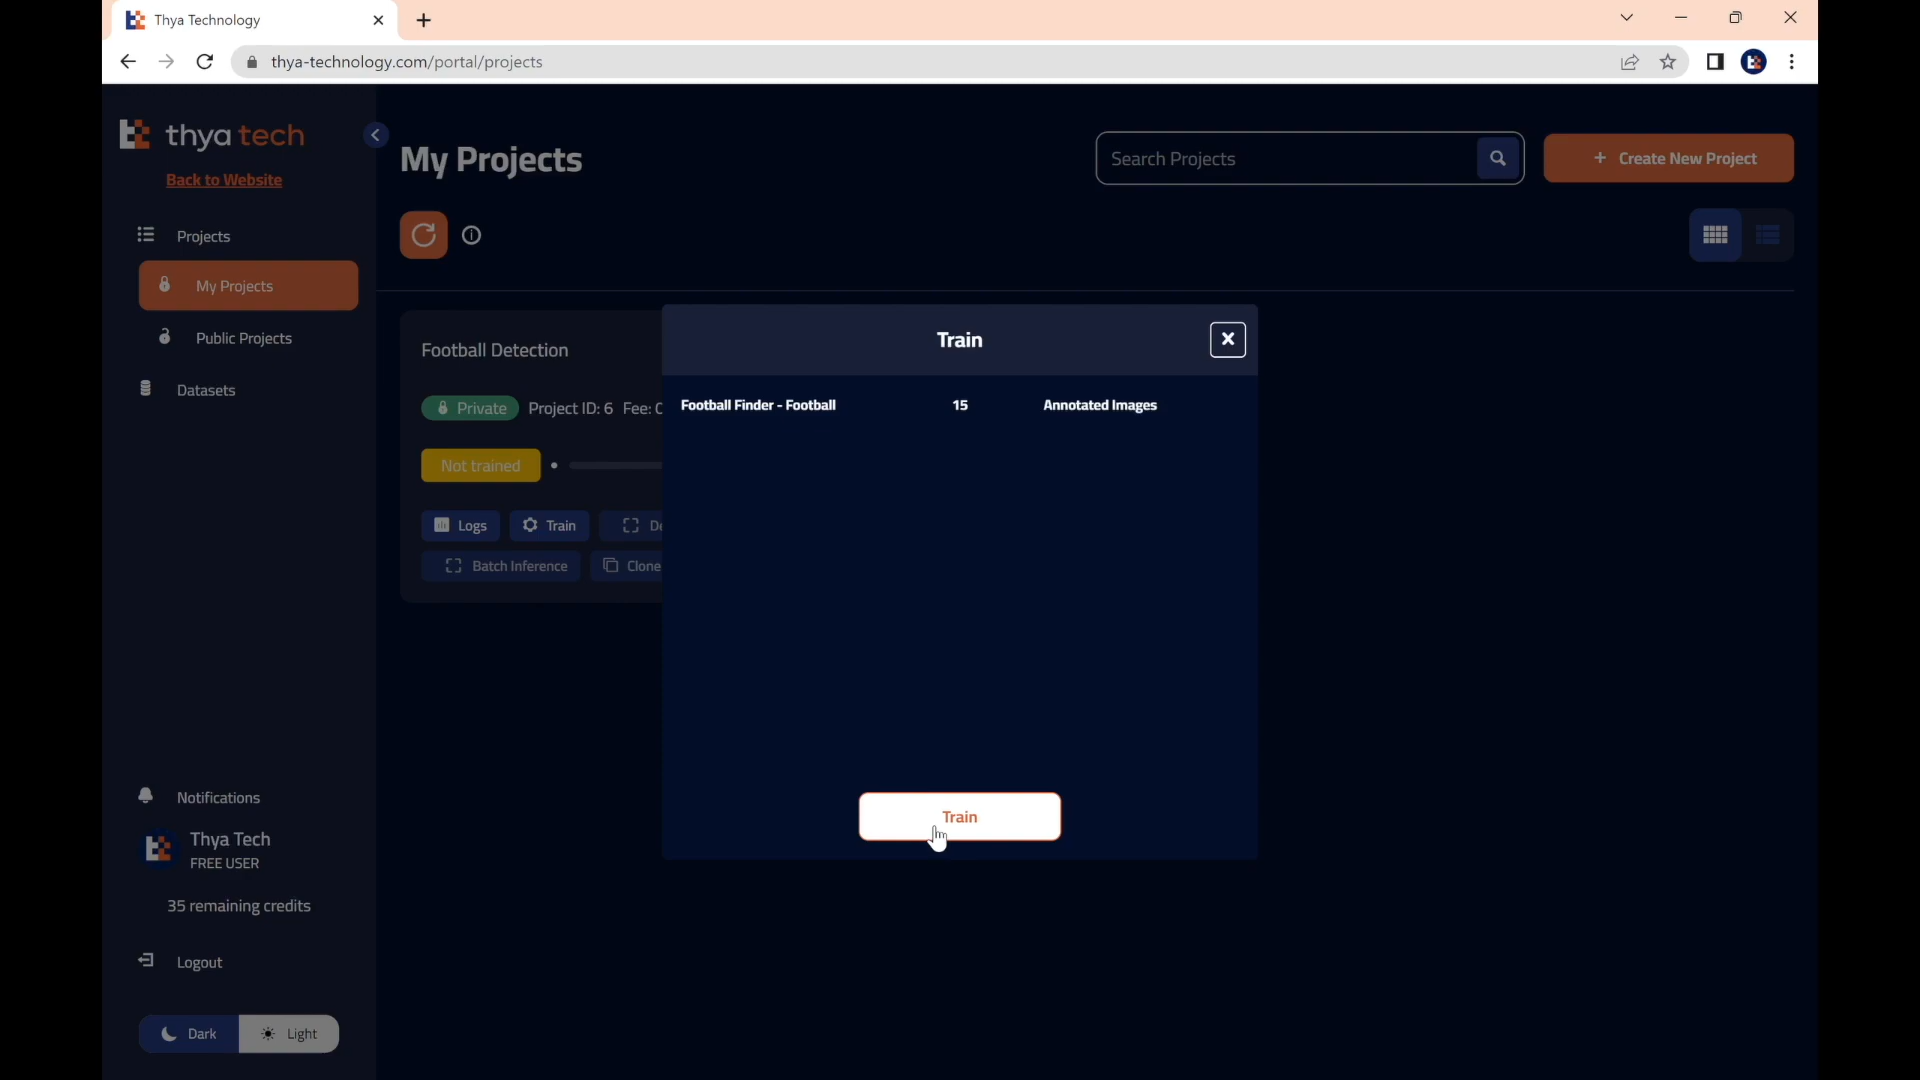 Thya Technology
thya-technology.com/portal/projects
thya tech
Back to Website
Projects
My Projects
Public Projects
Datasets
Notifications
Thya Tech
FREE USER
35 remaining credits
Logout
Dark Light
My Projects
Search Projects
+ Create New Project
Football Detection
Private Project ID: 6 Fee:
Not trained
Logs Train
Batch Inference Clone
Train
Football Finder - Football 15 Annotated Images
Train